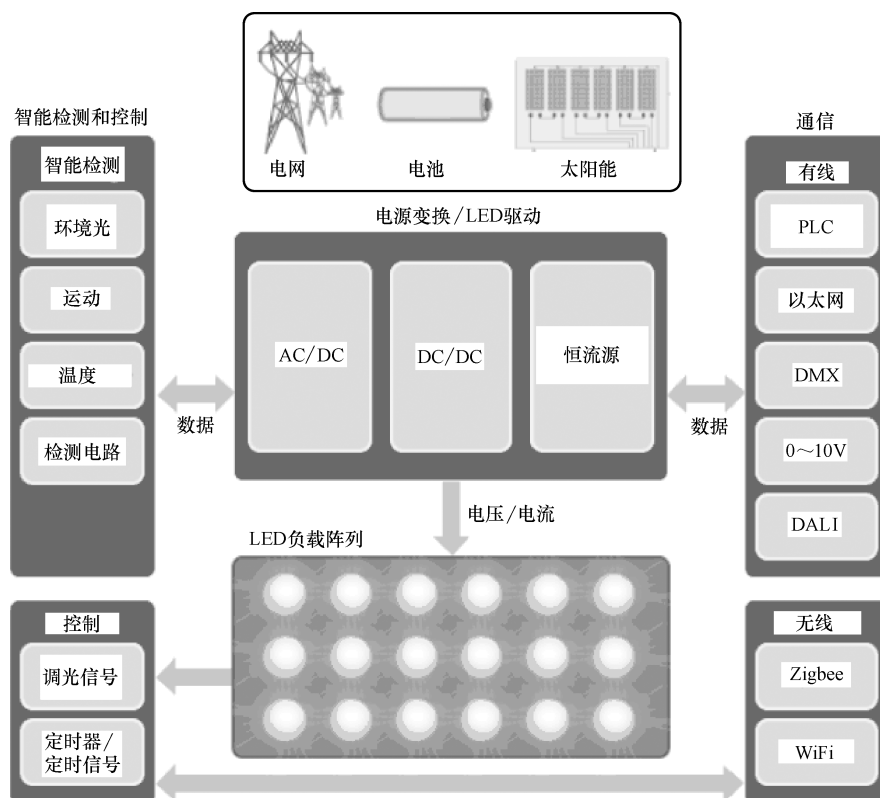 电网
电池
太阳能
智能检测和控制
智能检测
环境光
运动
温度
检测电路
数据
电源变换/LED驱动
AC/DC
DC/DC
恒流源
数据
通信
有线
PLC
以太网
DMX
0～10V
DALI
电压/电流
LED负载阵列
控制
调光信号
定时器/
定时信号
无线
Zigbee
WiFi